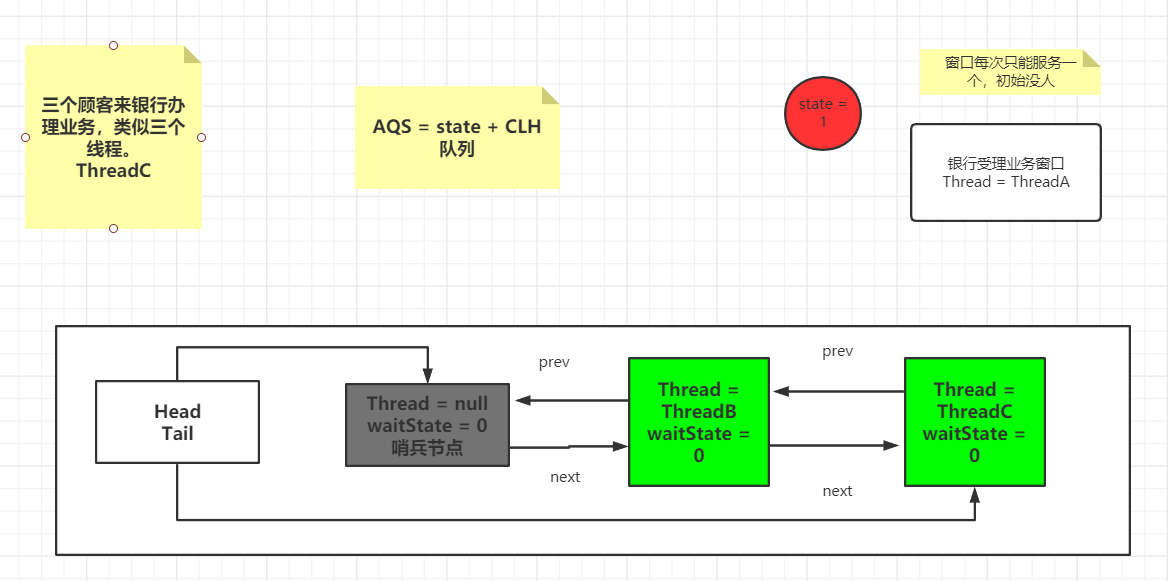 三个顾客来银行办
理业务，类似三个
线程。
ThreadC
AQS = state + CLH
队列
state =
1
窗口每次只能服务一
个，初始没人
银行受理业务窗口
Thread = ThreadA
Head
Tail
Thread = null
waitState = 0
哨兵节点
prev
next
Thread =
ThreadB
waitState =
0
prev
next
Thread =
ThreadC
waitState =
0